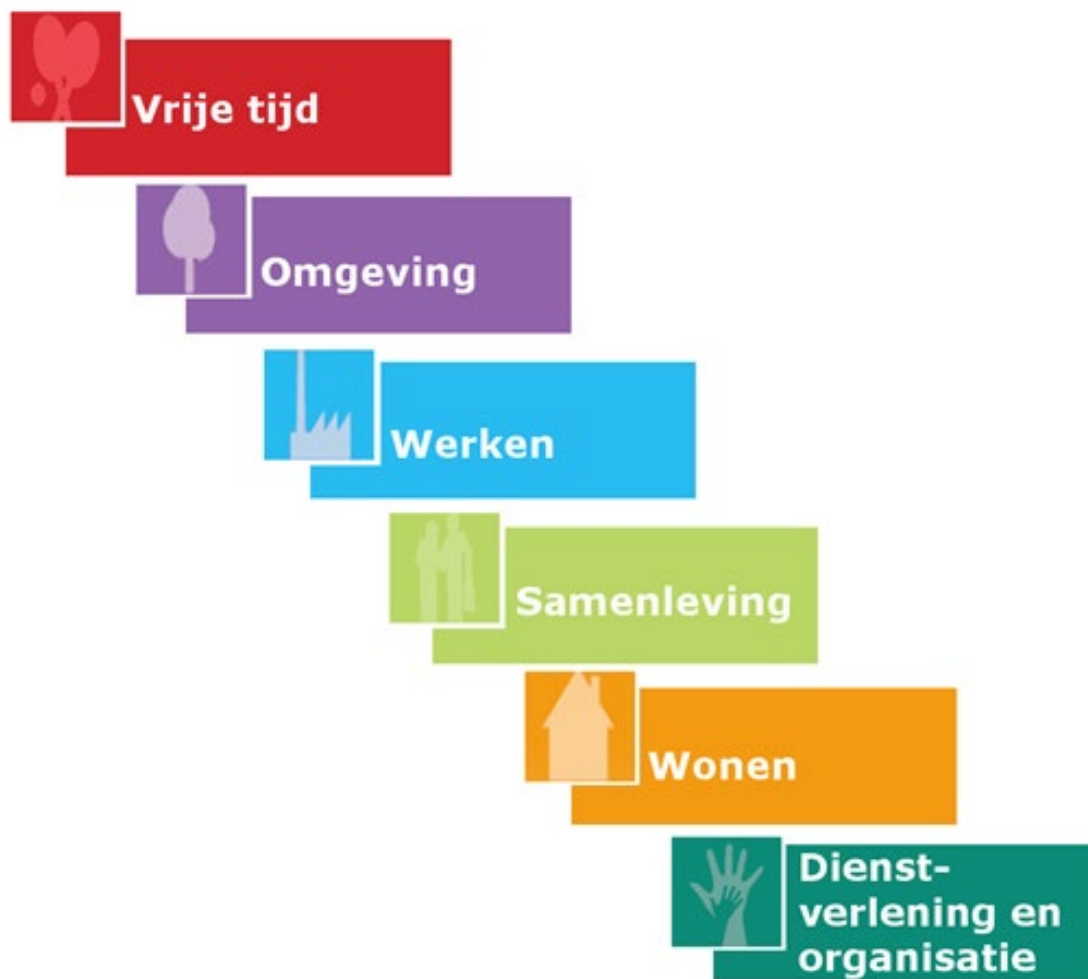 Vrije tijd
Omgeving
Werken
Samenleving
Wonen
Dienst-
verlening en
organisatie